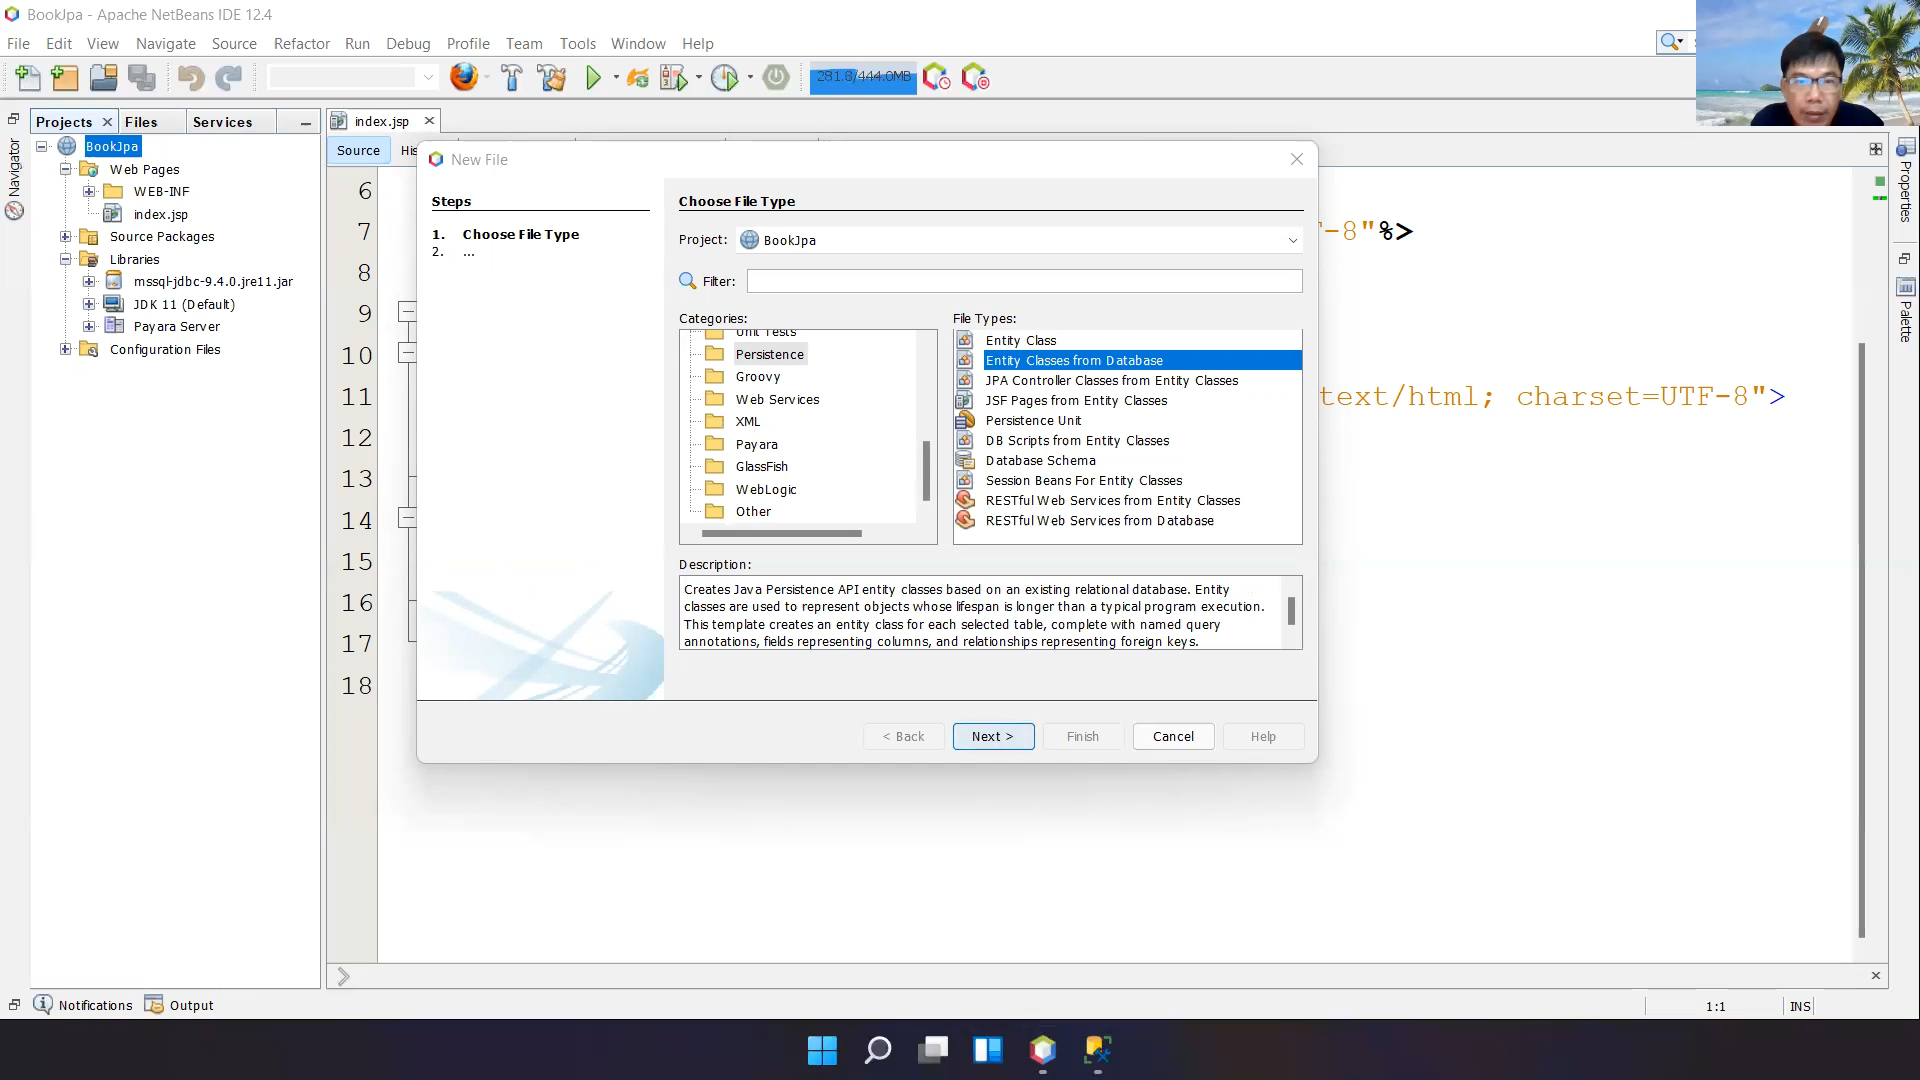 BookJpa - Apache NetBeans IDE 12.4
File Edit View Navigate Source Refactor Run Debug Profile Team Tools Window Help
281.8/444.0MB
Projects
Files
Services
index.jsp
Navigator
BookJpa
Web Pages
WEB-INF
index.jsp
Source Packages
Libraries
mssql-jdbc-9.4.0.jre11.jar
JDK 11 (Default)
Payara Server
Configuration Files
Source
His
6
7
8
9
10
11
12
13
14
15
16
17
18
-8"%>
text/html; charset=UTF-8">
New File
Steps
1. Choose File Type
2. ...
Choose File Type
Project: BookJpa
Filter:
Categories:
Unit Tests
Persistence
Groovy
Web Services
XML
Payara
GlassFish
WebLogic
Other
File Types:
Entity Class
Entity Classes from Database
JPA Controller Classes from Entity Classes
JSF Pages from Entity Classes
Persistence Unit
DB Scripts from Entity Classes
Database Schema
Session Beans For Entity Classes
RESTful Web Services from Entity Classes
RESTful Web Services from Database
Description:
Creates Java Persistence API entity classes based on an existing relational database. Entity
classes are used to represent objects whose lifespan is longer than a typical program execution.
This template creates an entity class for each selected table, complete with named query
annotations, fields representing columns, and relationships representing foreign keys.
< Back
Next >
Finish
Cancel
Help
Properties
Palette
Notifications
Output
1:1
INS